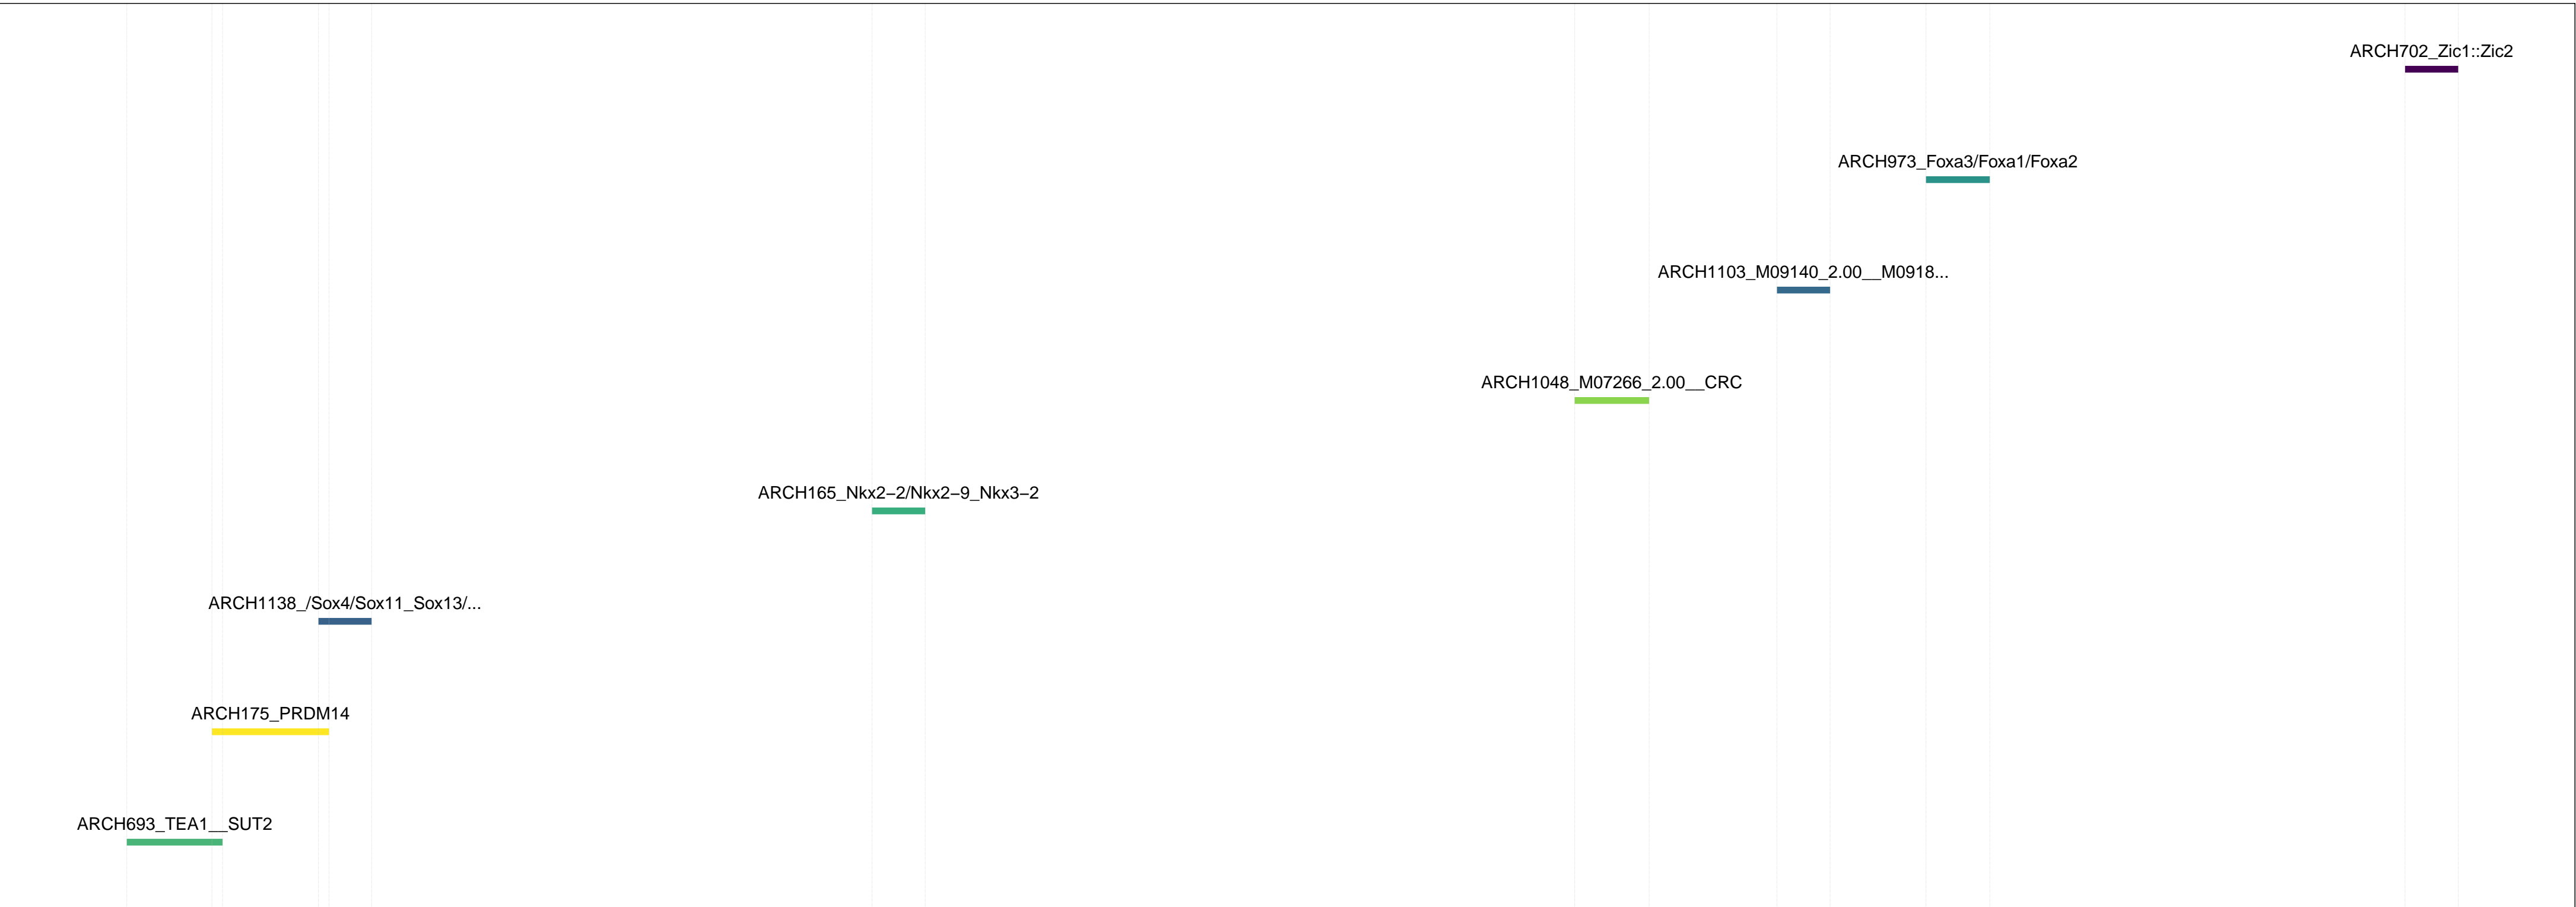 ARCH702_Zic1::Zic2
ARCH973_Foxa3/Foxa1/Foxa2
ARCH1103_M09140_2.00__M0918...
ARCH1048_M07266_2.00__CRC
ARCH165_Nkx2−2/Nkx2−9_Nkx3−2
ARCH1138_/Sox4/Sox11_Sox13/...
ARCH175_PRDM14
ARCH693_TEA1__SUT2